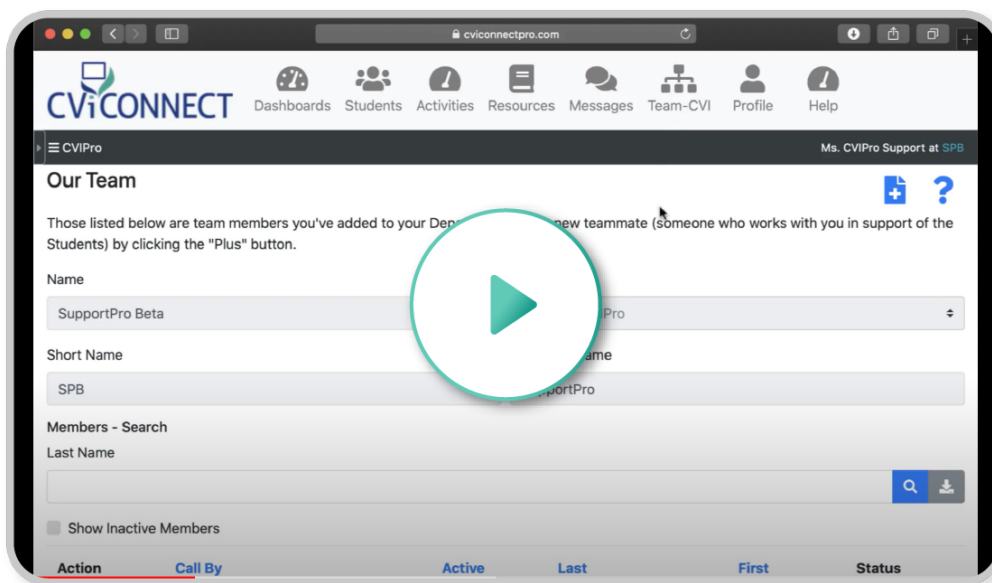 cviconnectpro.com
CViCONNECT
Dashboards Students Activities Resources Messages Team-CVI Profile Help
CVIPro Ms. CVIPro Support at SPB
Our Team
Those listed below are team members you've added to your new teammate (someone who works with you in support of the
Students) by clicking the "Plus" button.
Name
SupportPro Beta
Short Name
SPB
Members - Search
Last Name
Show Inactive Members
Action Call By Active Last First Status